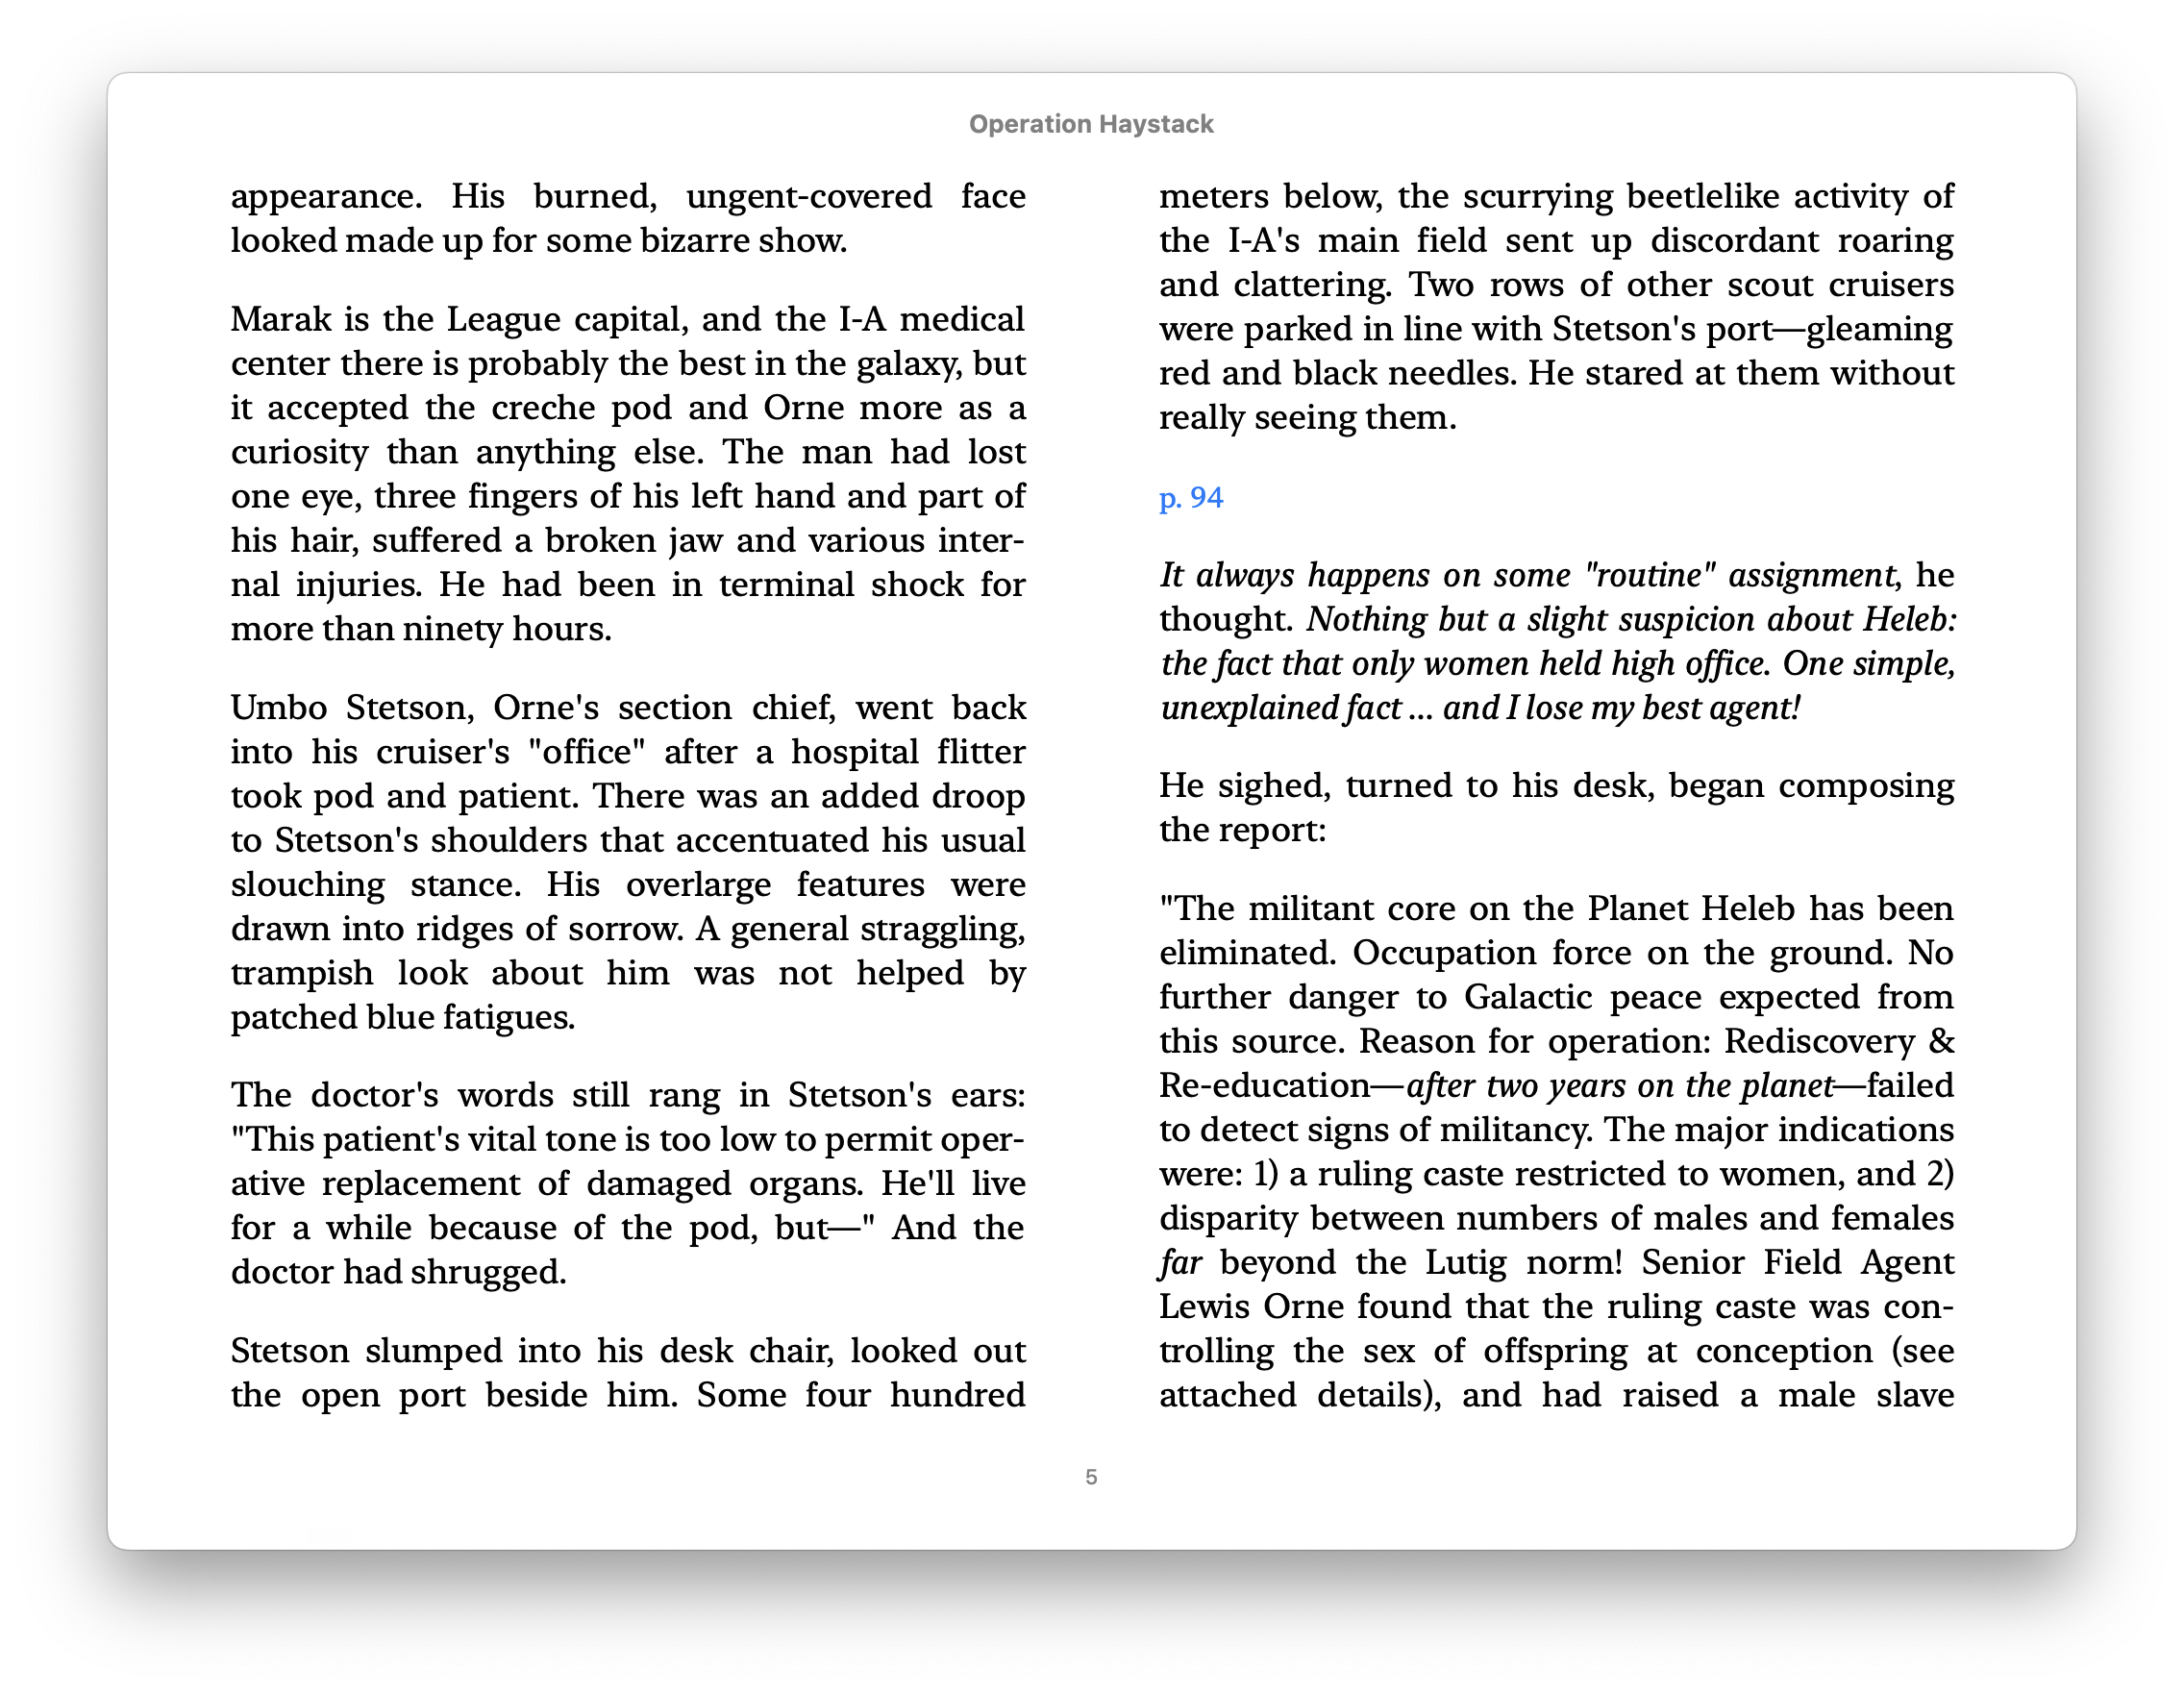 Operation Haystack
appearance. His burned, ungent-covered face
looked made up for some bizarre show.
Marak is the League capital, and the I-A medical
center there is probably the best in the galaxy, but
it accepted the creche pod and Orne more as a
curiosity than anything else. The man had lost
one eye, three fingers of his left hand and part of
his hair, suffered a broken jaw and various inter-
nal injuries. He had been in terminal shock for
more than ninety hours.
Umbo Stetson, Orne's section chief, went back
into his cruiser's "office" after a hospital flitter
took pod and patient. There was an added droop
to Stetson's shoulders that accentuated his usual
slouching stance. His overlarge features were
drawn into ridges of sorrow. A general straggling,
trampish look about him was not helped by
patched blue fatigues.
The doctor's words still rang in Stetson's ears:
"This patient's vital tone is too low to permit oper-
ative replacement of damaged organs. He'll live
for a while because of the pod, but—" And the
doctor had shrugged.
Stetson slumped into his desk chair, looked out
the open port beside him. Some four hundred
meters below, the scurrying beetlelike activity of
the I-A's main field sent up discordant roaring
and clattering. Two rows of other scout cruisers
were parked in line with Stetson's port—gleaming
red and black needles. He stared at them without
really seeing them.
p. 94
It always happens on some "routine" assignment, he
thought. Nothing but a slight suspicion about Heleb:
the fact that only women held high office. One simple,
unexplained fact ... and I lose my best agent!
He sighed, turned to his desk, began composing
the report:
"The militant core on the Planet Heleb has been
eliminated. Occupation force on the ground. No
further danger to Galactic peace expected from
this source. Reason for operation: Rediscovery &
Re-education—after two years on the planet—failed
to detect signs of militancy. The major indications
were: 1) a ruling caste restricted to women, and 2)
disparity between numbers of males and females
far beyond the Lutig norm! Senior Field Agent
Lewis Orne found that the ruling caste was con-
trolling the sex of offspring at conception (see
attached details), and had raised a male slave
5